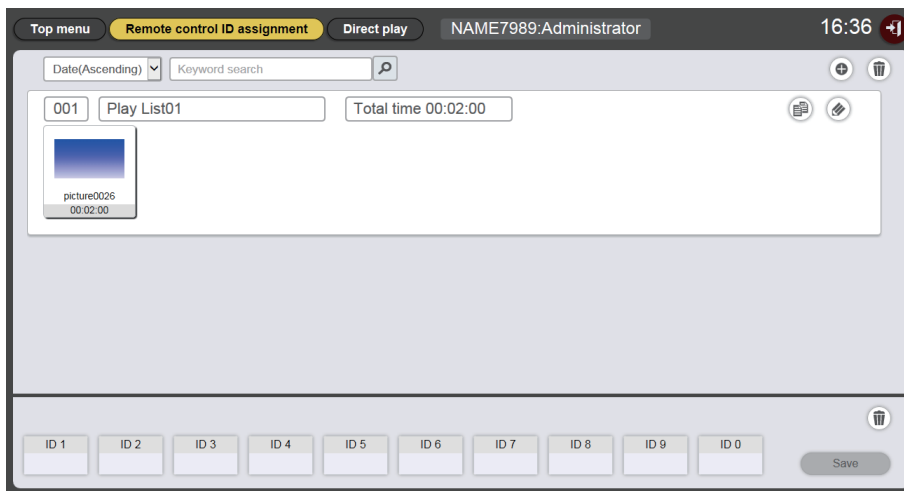 Top menu Remote control ID assignment Direct play NAME7989:Administrator 16:36
Date(Ascending) Keyword search
001 Play List01 Total time 00:02:00
picture0026
00:02:00
ID 1 ID 2 ID 3 ID 4 ID 5 ID 6 ID 7 ID 8 ID 9 ID 0
Save